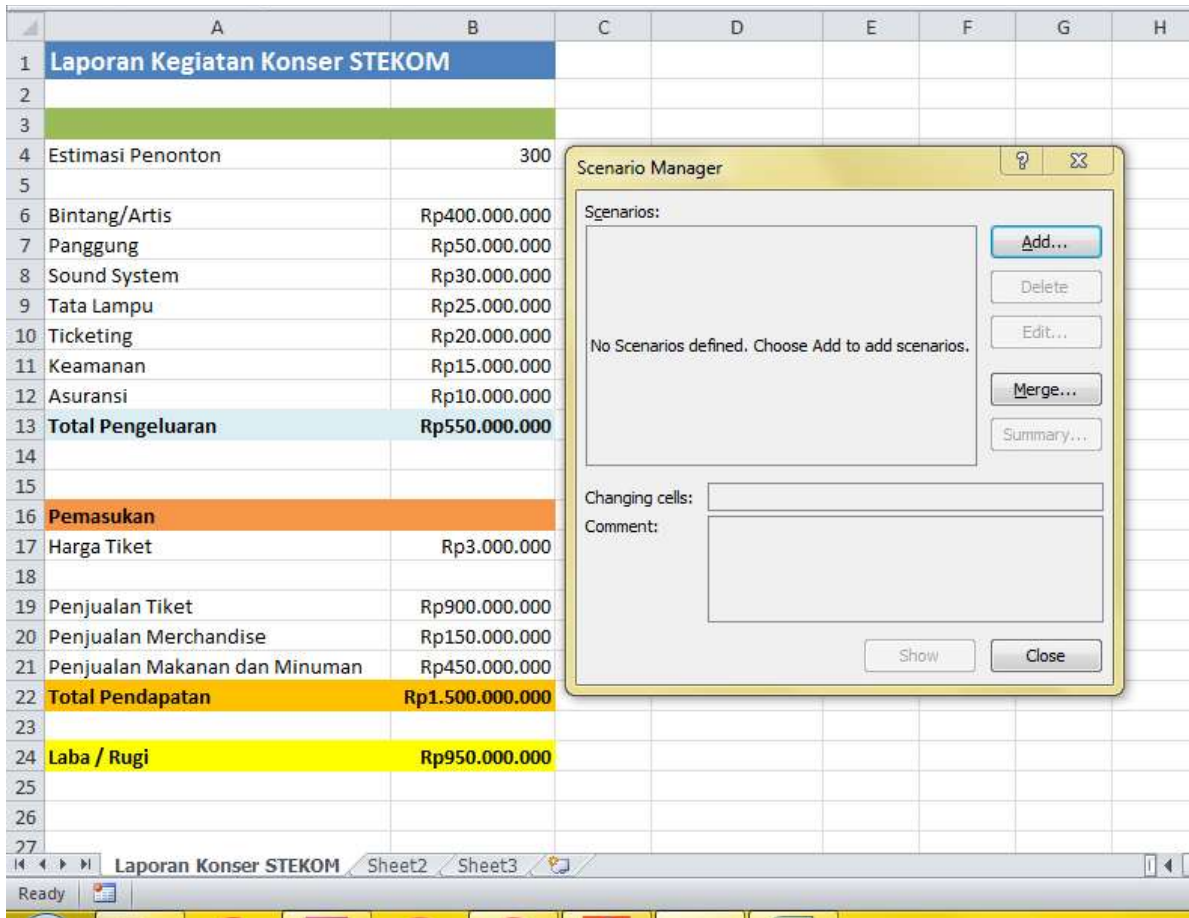 A B C D E F G H
1 Laporan Kegiatan Konser STEKOM
2
3
4 Estimasi Penonton 300
5
6 Bintang/Artis Rp400.000.000
7 Panggung Rp50.000.000
8 Sound System Rp30.000.000
9 Tata Lampu Rp25.000.000
10 Ticketing Rp20.000.000
11 Keamanan Rp15.000.000
12 Asuransi Rp10.000.000
13 Total Pengeluaran Rp550.000.000
14
15
16 Pemasukan
17 Harga Tiket Rp3.000.000
18
19 Penjualan Tiket Rp900.000.000
20 Penjualan Merchandise Rp150.000.000
21 Penjualan Makanan dan Minuman Rp450.000.000
22 Total Pendapatan Rp1.500.000.000
23
24 Laba / Rugi Rp950.000.000
25
26
27
Scenario Manager ?
Scenarios:
No Scenarios defined. Choose Add to add scenarios.
Add...
Delete
Edit...
Merge...
Summary...
Changing cells:
Comment:
Show Close
Laporan Konser STEKOM Sheet2 Sheet3
Ready